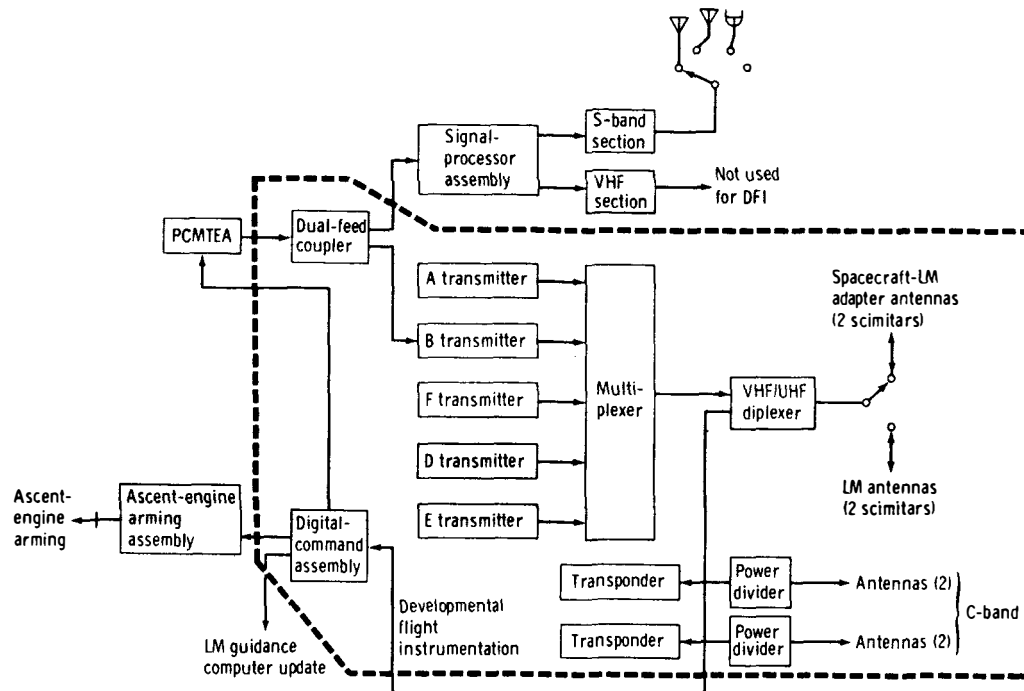 S-band
section
Signal-
processor
assembly
VHF
section
Not used
for DFI
PCMTEA
Dual-feed
coupler
A transmitter
B transmitter
F transmitter
D transmitter
E transmitter
Multi-
plexer
Spacecraft-LM
adapter antennas
(2 scimitars)
VHF/UHF
diplexer
LM antennas
(2 scimitars)
Ascent-
engine
arming
Ascent-engine
arming
assembly
Digital-
command
assembly
LM guidance
computer update
Developmental
flight
instrumentation
Transponder
Power
divider
Antennas (2)
Transponder
Power
divider
Antennas (2)
C-band